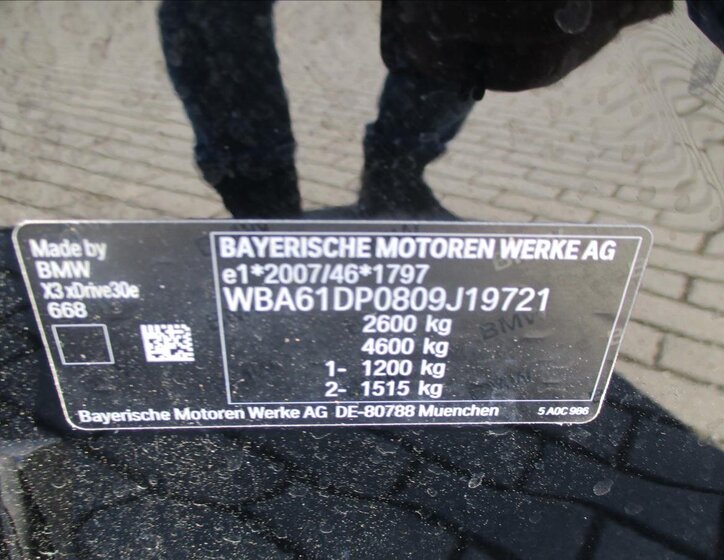 Made by
BMW
X3 xDrive30e
668
BAYERISCHE MOTOREN WERKE AG
e1*2007/46*1797
WBA61DP0809J19721
2600 kg
4600 kg
1- 1200 kg
2- 1515 kg
Bayerische Motoren Werke AG DE-80788 Muenchen
5 A0C 986